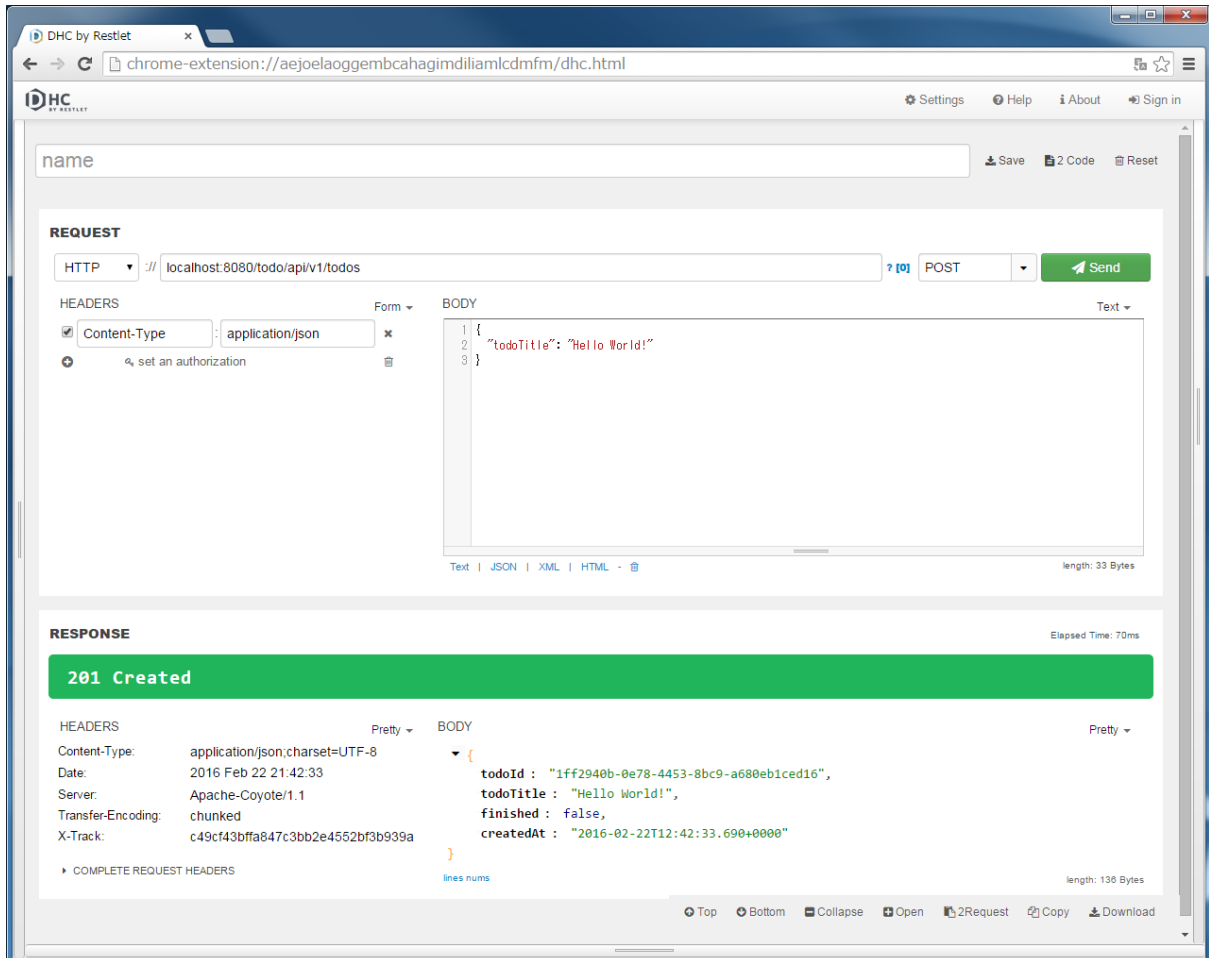 DHC by Restlet
chrome-extension://aejoelaoggembcahagimdiliamlcdmfm/dhc.html
DHC BY RESTLET Settings Help About Sign in
name Save 2 Code Reset
REQUEST
HTTP :// localhost:8080/todo/api/v1/todos ? [0] POST Send
HEADERS Form BODY Text
Content-Type : application/json
set an authorization
1 {
2 "todoTitle": "Hello World!"
3 }
Text | JSON | XML | HTML - length: 33 Bytes
RESPONSE Elapsed Time: 70ms
201 Created
HEADERS Pretty BODY Pretty
Content-Type: application/json;charset=UTF-8
Date: 2016 Feb 22 21:42:33
Server: Apache-Coyote/1.1
Transfer-Encoding: chunked
X-Track: c49cf43bffa847c3bb2e4552bf3b939a
COMPLETE REQUEST HEADERS
{
todoId : "1ff2940b-0e78-4453-8bc9-a680eb1ced16",
todoTitle : "Hello World!",
finished : false,
createdAt : "2016-02-22T12:42:33.690+0000"
}
lines nums length: 136 Bytes
Top Bottom Collapse Open 2Request Copy Download